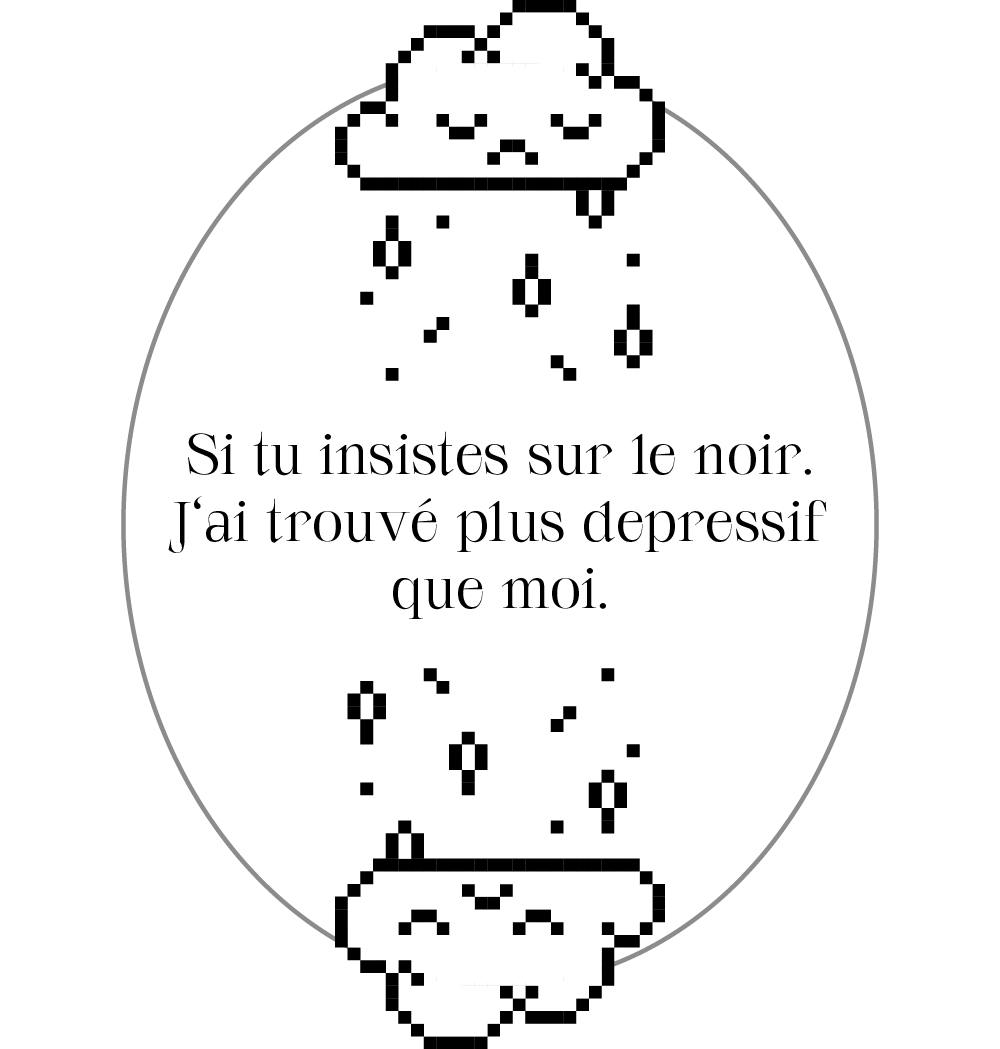 Si tu insistes sur le noir.
J‘ai trouvé plus depressif
que moi.